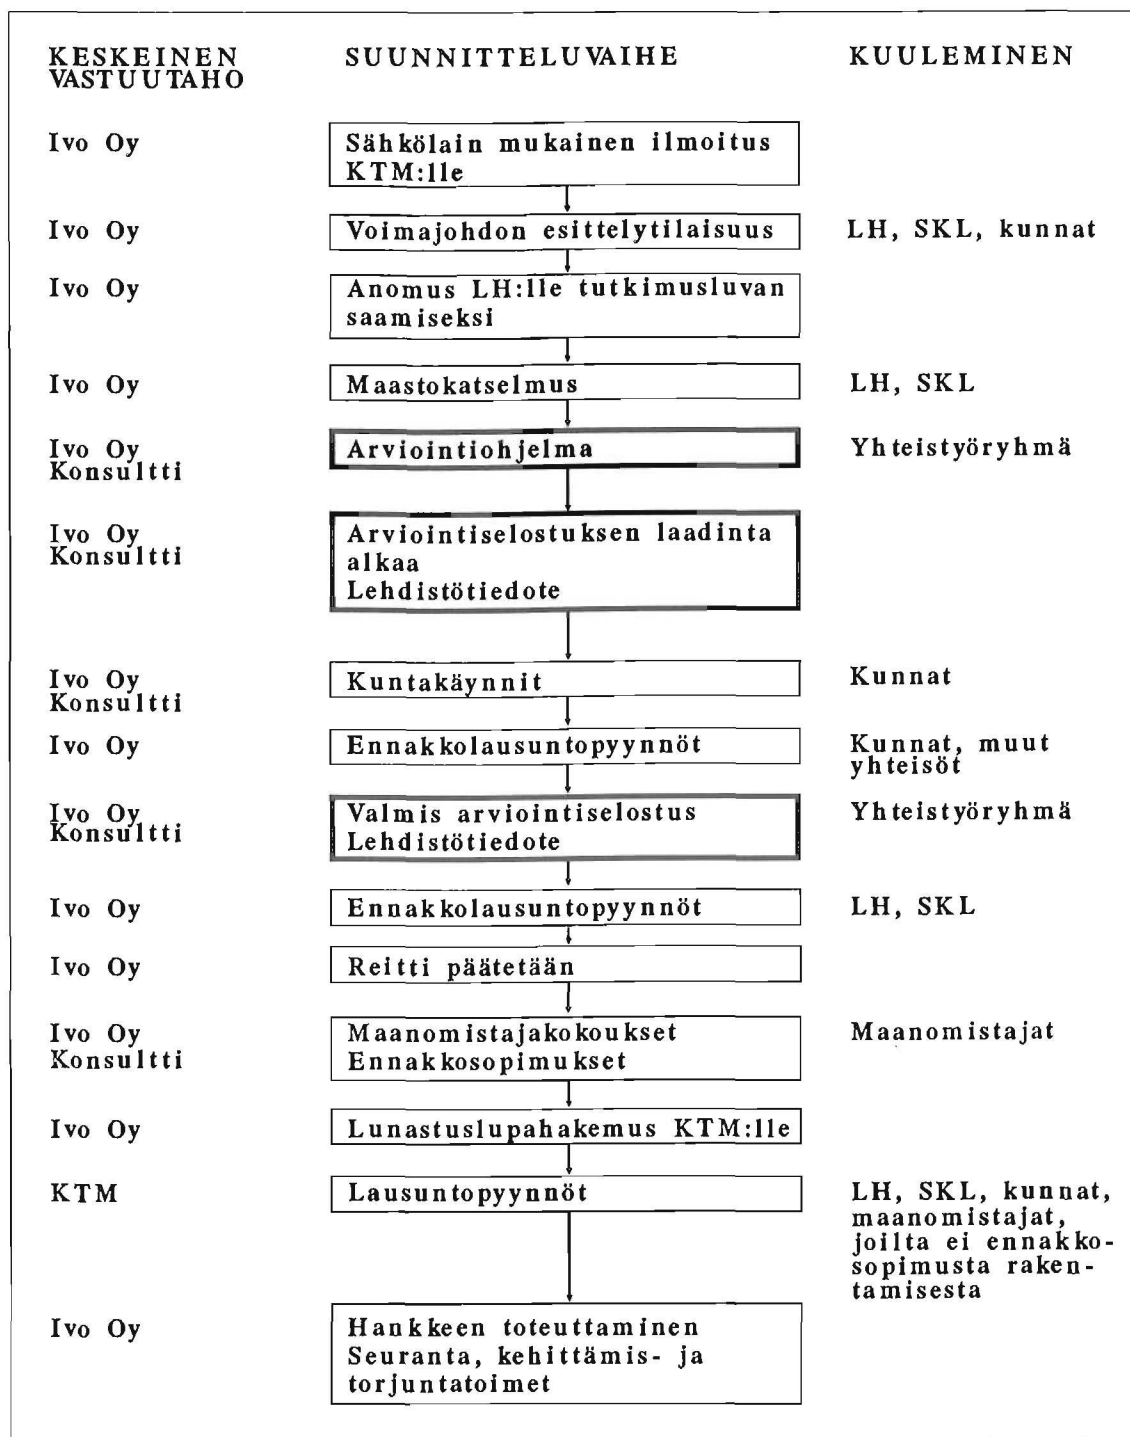 KESKEINEN VASTUUTAHO
SUUNNITTELUVAIHE
KUULEMINEN
Ivo Oy
Sähkölain mukainen ilmoitus
KTM:lle
Ivo Oy
Voimajohdon esittelytilaisuus
LH, SKL, kunnat
Ivo Oy
Anomus LH:lle tutkimusluvan
saamiseksi
Ivo Oy
Maastokatselmus
LH, SKL
Ivo Oy
Konsultti
Arviointiohjelma
Yhteistyöryhmä
Ivo Oy
Konsultti
Arviointiselostuksen laadinta
alkaa
Lehdistötiedote
Ivo Oy
Konsultti
Kuntakäynnit
Kunnat
Ivo Oy
Ennakkolausuntopyynnöt
Kunnat, muut
yhteisöt
Ivo Oy
Konsultti
Valmis arviointiselostus
Lehdistötiedote
Yhteistyöryhmä
Ivo Oy
Ennakkolausuntopyynnöt
LH, SKL
Ivo Oy
Reitti päätetään
Ivo Oy
Konsultti
Maanomistajakokoukset
Ennakkosopimukset
Maanomistajat
Ivo Oy
Lunastuslupahakemus KTM:lle
KTM
Lausuntopyynnöt
LH, SKL, kunnat,
maanomistajat,
joilta ei ennakko-
sopimusta raken-
tamisesta
Ivo Oy
Hankkeen toteuttaminen
Seuranta, kehittämis- ja
torjuntatoimet